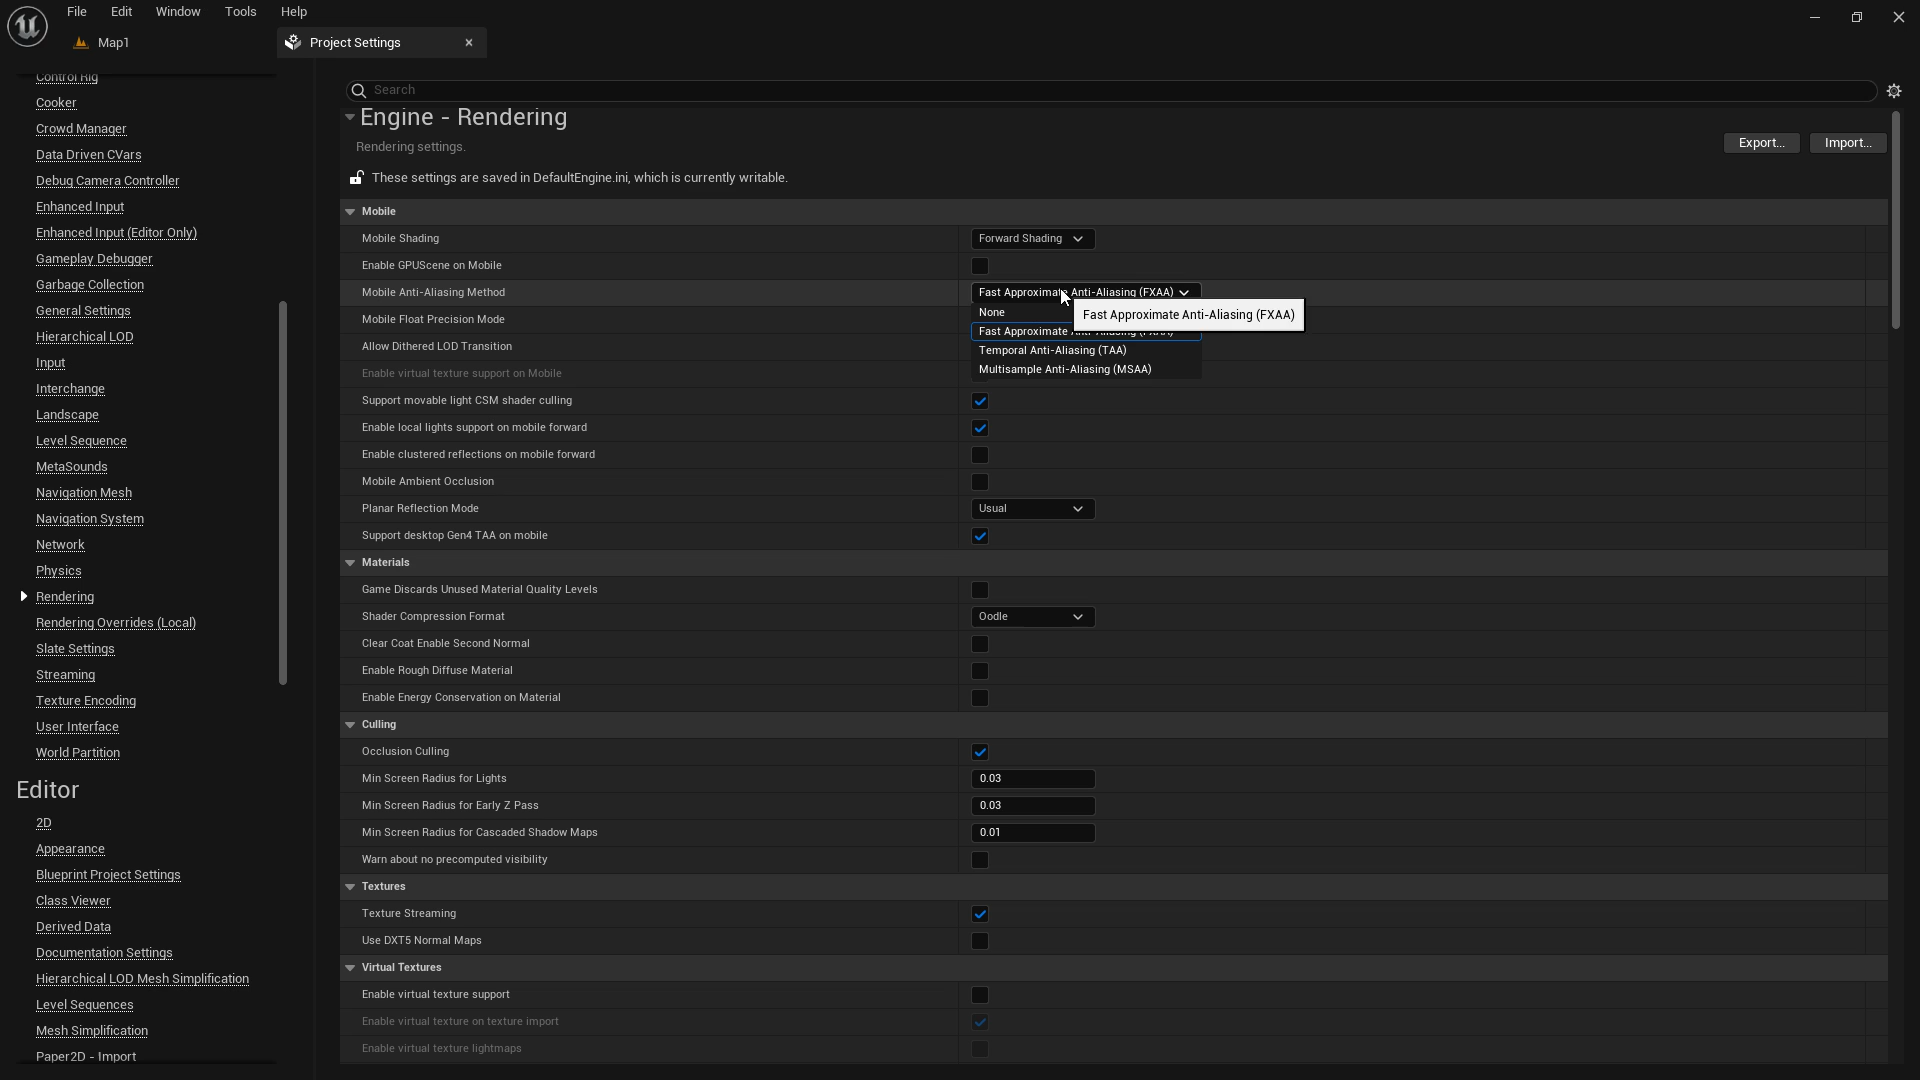 File Edit Window Tools Help
Map1
Project Settings
Control Rig
Cooker
Crowd Manager
Data Driven CVars
Debug Camera Controller
Enhanced Input
Enhanced Input (Editor Only)
Gameplay Debugger
Garbage Collection
General Settings
Hierarchical LOD
Input
Interchange
Landscape
Level Sequence
MetaSounds
Navigation Mesh
Navigation System
Network
Physics
Rendering
Rendering Overrides (Local)
Slate Settings
Streaming
Texture Encoding
User Interface
World Partition
Editor
2D
Appearance
Blueprint Project Settings
Class Viewer
Derived Data
Documentation Settings
Hierarchical LOD Mesh Simplification
Level Sequences
Mesh Simplification
Paper2D - Import
Search
Engine - Rendering
Rendering settings.
Export...
Import...
These settings are saved in DefaultEngine.ini, which is currently writable.
Mobile
Mobile Shading
Forward Shading
Enable GPUScene on Mobile
Mobile Anti-Aliasing Method
Fast Approximate Anti-Aliasing (FXAA)
None
Fast Approximate Anti-Aliasing (FXAA)
Fast Approximate Anti-Aliasing (FXAA)
Temporal Anti-Aliasing (TAA)
Multisample Anti-Aliasing (MSAA)
Mobile Float Precision Mode
Allow Dithered LOD Transition
Enable virtual texture support on Mobile
Support movable light CSM shader culling
Enable local lights support on mobile forward
Enable clustered reflections on mobile forward
Mobile Ambient Occlusion
Planar Reflection Mode
Usual
Support desktop Gen4 TAA on mobile
Materials
Game Discards Unused Material Quality Levels
Shader Compression Format
Oodle
Clear Coat Enable Second Normal
Enable Rough Diffuse Material
Enable Energy Conservation on Material
Culling
Occlusion Culling
Min Screen Radius for Lights
0.03
Min Screen Radius for Early Z Pass
0.03
Min Screen Radius for Cascaded Shadow Maps
0.01
Warn about no precomputed visibility
Textures
Texture Streaming
Use DXT5 Normal Maps
Virtual Textures
Enable virtual texture support
Enable virtual texture on texture import
Enable virtual texture lightmaps